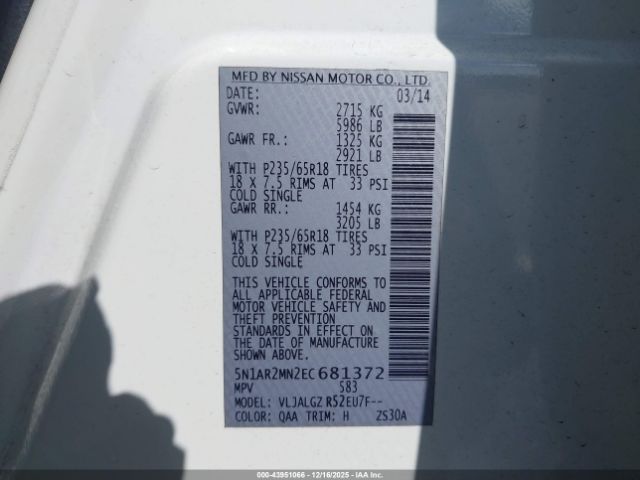 MFD BY NISSAN MOTOR CO., LTD.
DATE: 03/14
GVWR: 2715 KG
5986 LB
GAWR FR.: 1325 KG
2921 LB
WITH P235/65R18 TIRES
18 X 7.5 RIMS AT 33 PSI
COLD SINGLE
GAWR RR.: 1454 KG
3205 LB
WITH P235/65R18 TIRES
18 X 7.5 RIMS AT 33 PSI
COLD SINGLE
THIS VEHICLE CONFORMS TO
ALL APPLICABLE FEDERAL
MOTOR VEHICLE SAFETY AND
THEFT PREVENTION
STANDARDS IN EFFECT ON
THE DATE OF MANUFACTURE
SHOWN ABOVE.
5N1AR2MN2EC681372
MPV 583
MODEL: VLJALGZ RS2EU7F--
COLOR: QAA TRIM: H ZS30A
000-43951066 - 12/16/2025 - IAAI.COM